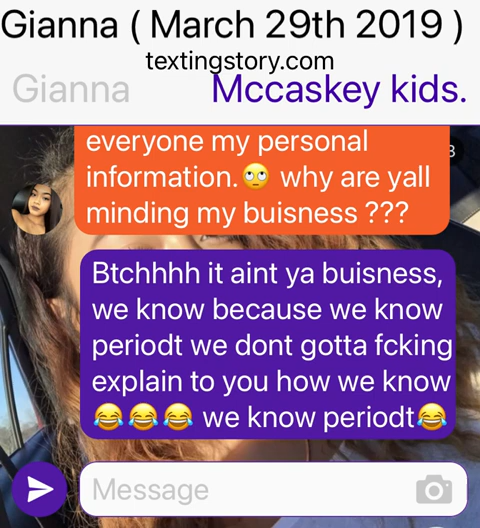 Gianna ( March 29th 2019 )
textingstory.com
Gianna Mccaskey kids.
everyone my personal
information.🙄 why are yall
minding my buisness ???
Btchhhh it aint ya buisness,
we know because we know
periodt we dont gotta fcking
explain to you how we know
😂😂😂 we know periodt😂
Message